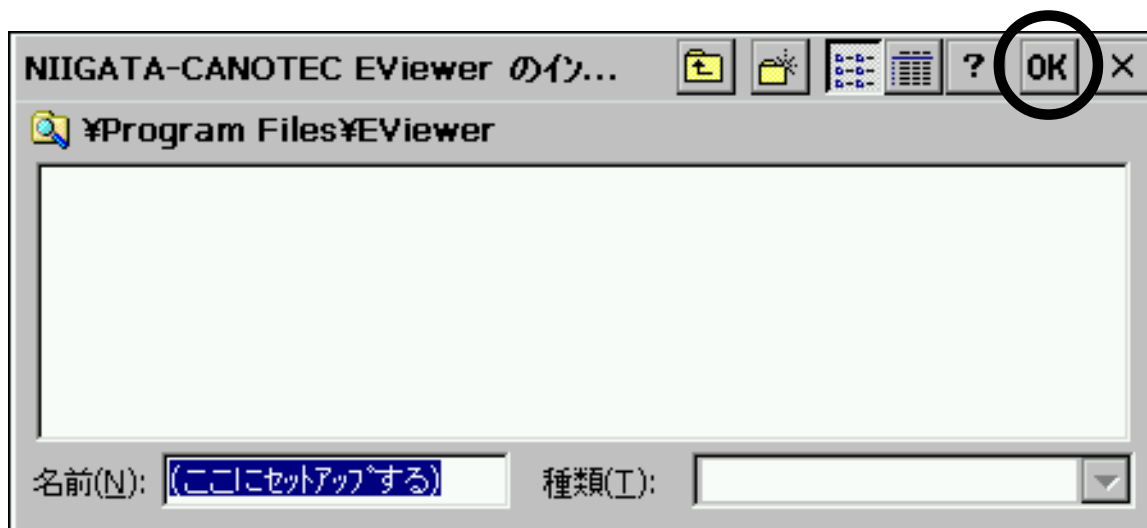 NIIGATA-CANOTEC EViewer のイン... ? OK ×
¥Program Files¥EViewer
名前(N): (ここにセットアップする) 種類(T):